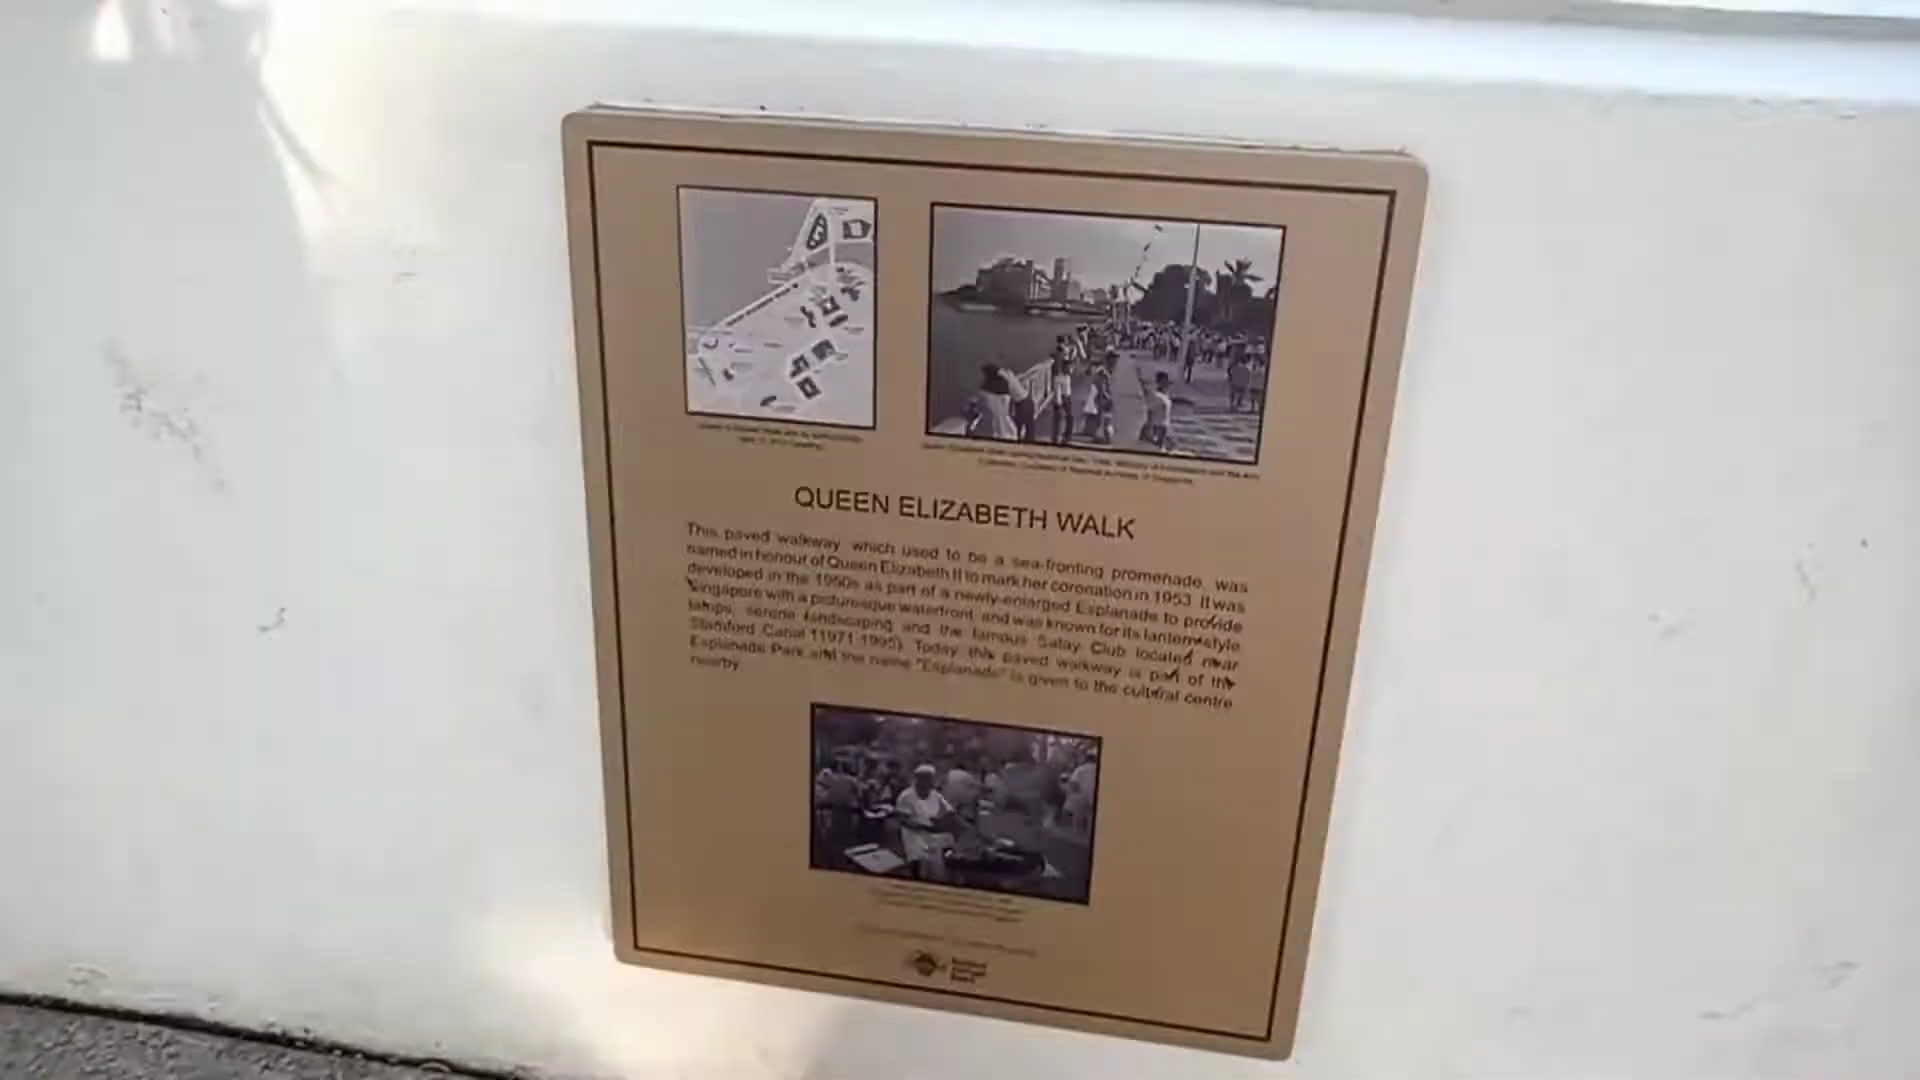 QUEEN ELIZABETH WALK
This paved walkway, which used to be a sea-fronting promenade, was
named in honour of Queen Elizabeth II to mark her coronation in 1953. It was
developed in the 1950s as part of a newly-enlarged Esplanade to provide
Singapore with a picturesque waterfront, and was known for its lantern-style
lamps, serene landscaping and the famous Satay Club located near
Stamford Canal (1971-1995). Today, this paved walkway is part of the
Esplanade Park and the name "Esplanade" is given to the cultural centre
nearby.
National
Heritage
Board